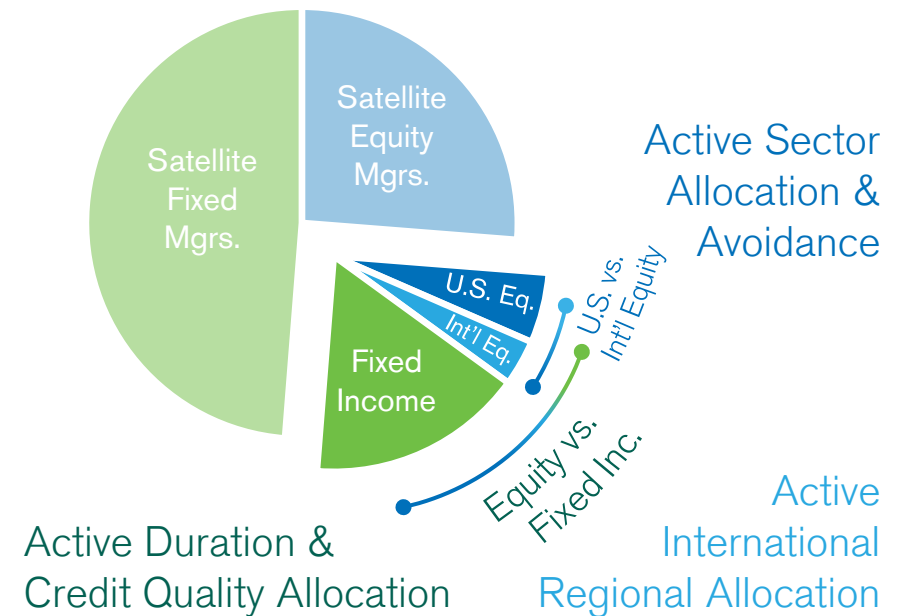 Satellite
Equity
Mgrs.
Satellite
Fixed
Mgrs.
Active Sector
Allocation &
Avoidance
U.S. Eq.
Int'l Eq.
U.S. vs.
Int'l Equity
Fixed
Income
Equity vs.
Fixed Inc.
Active Duration &
Credit Quality Allocation
Active
International
Regional Allocation